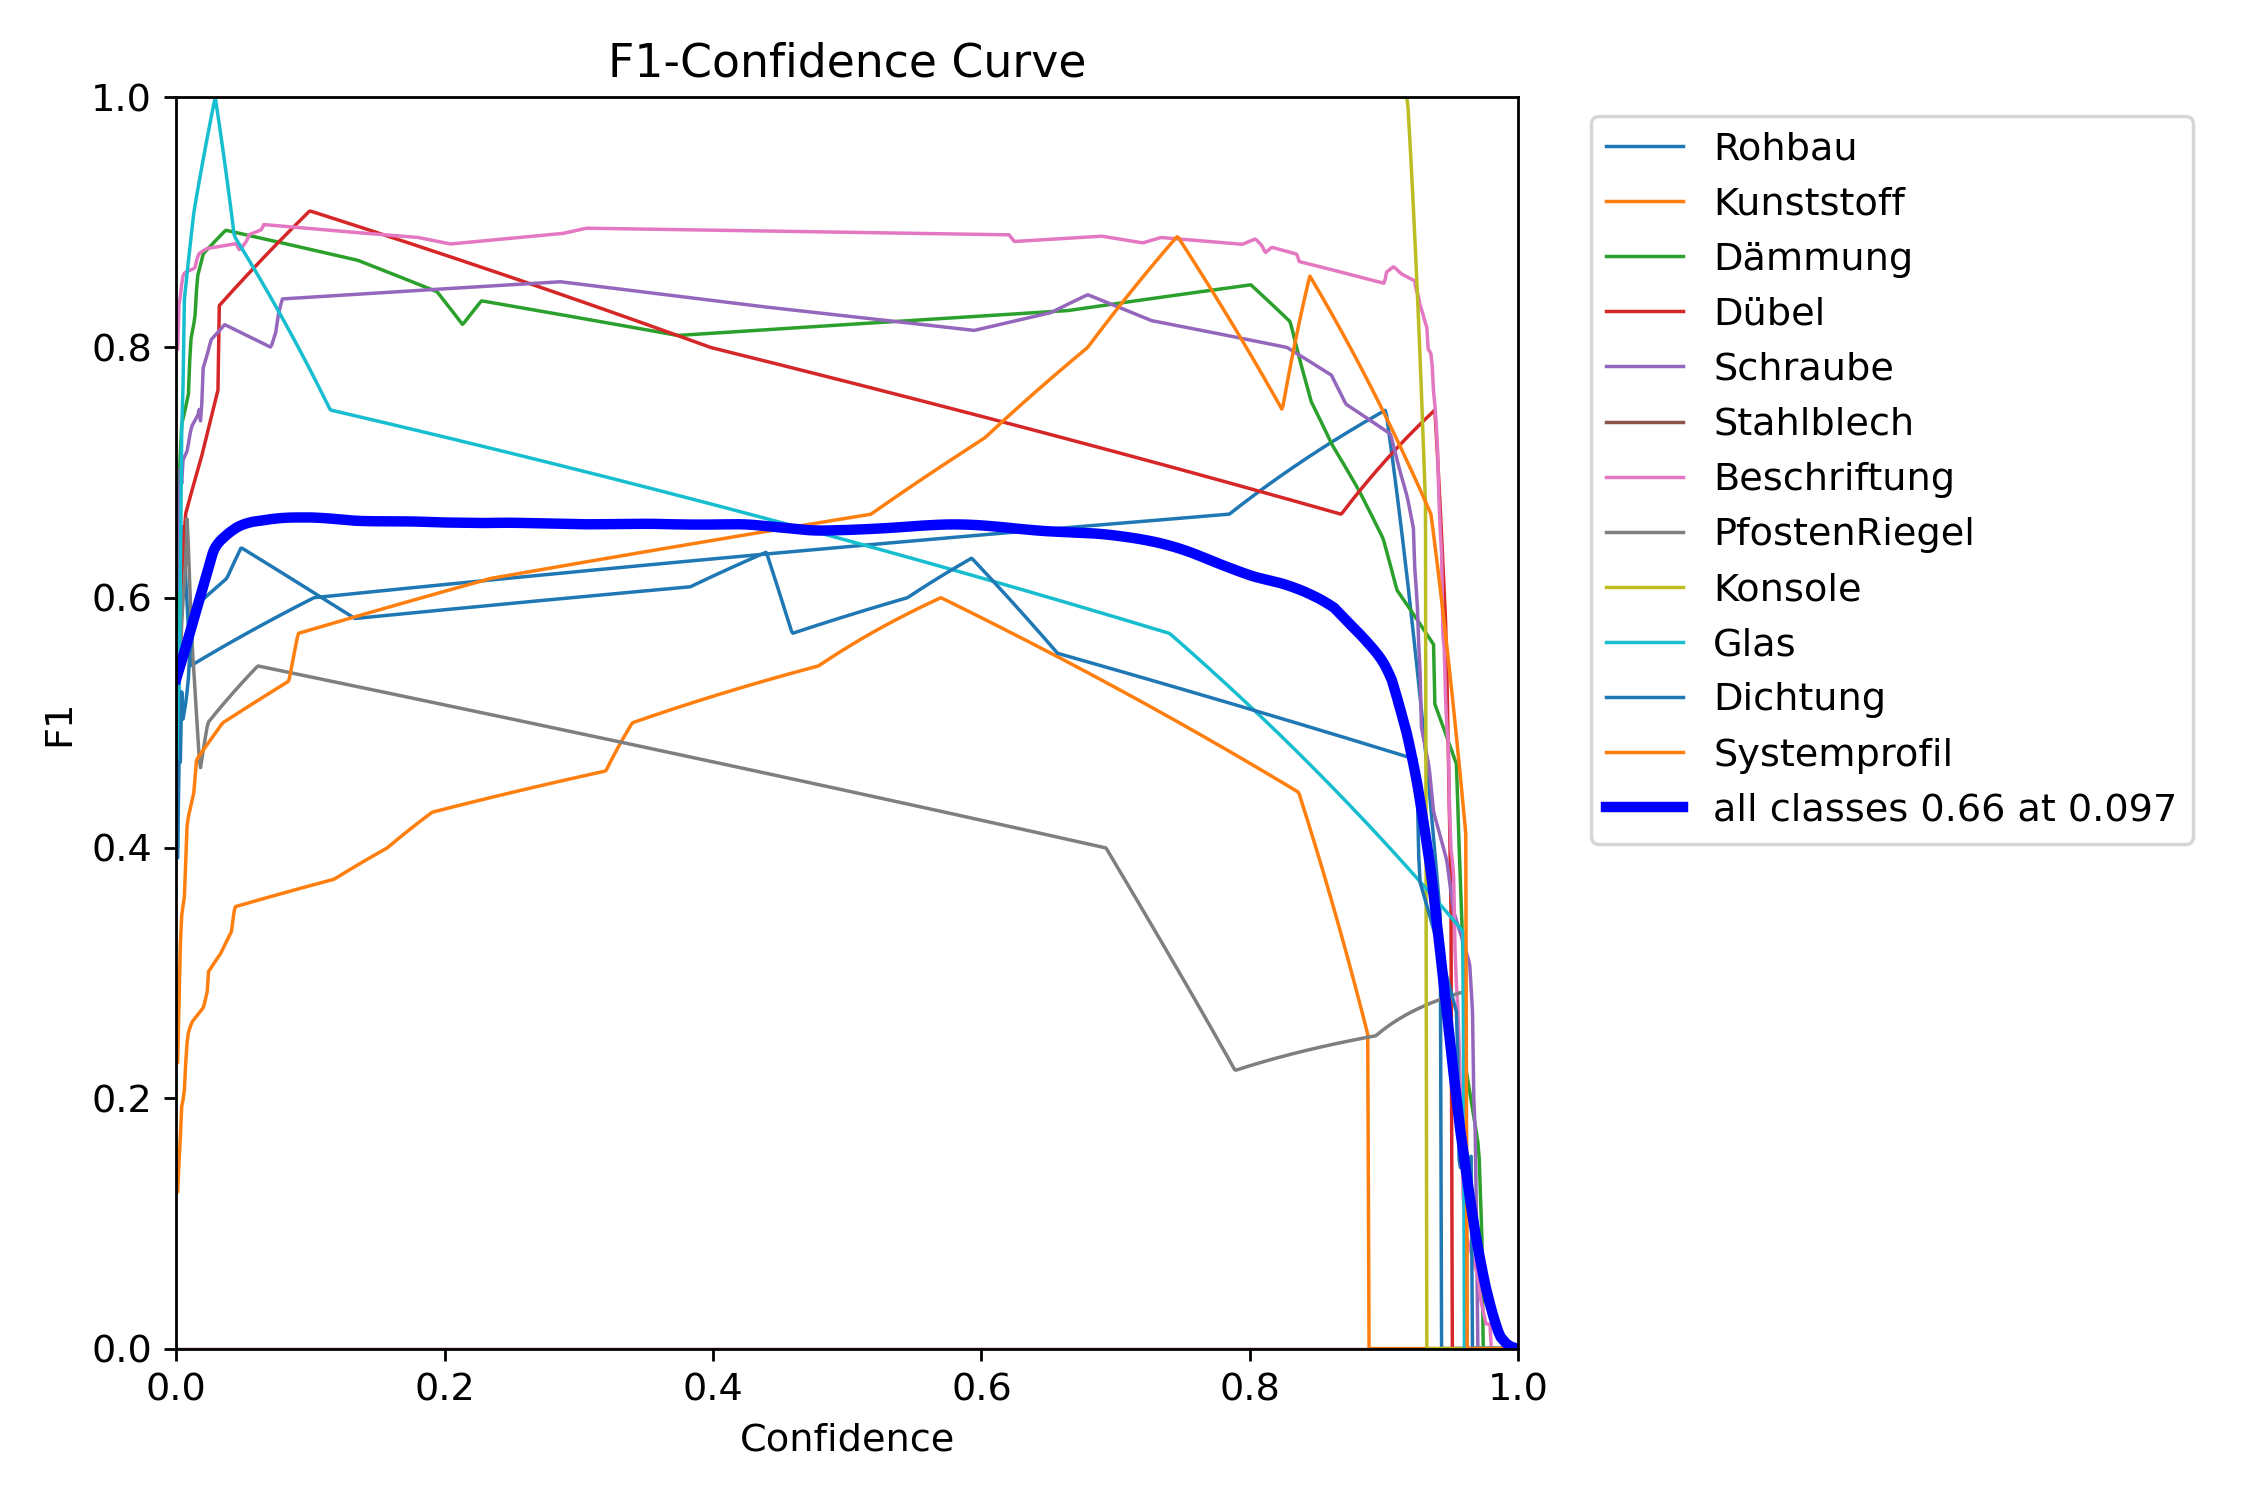 F1-Confidence Curve
1.0
0.8
0.6
0.4
0.2
0.0
F1
0.0 0.2 0.4 0.6 0.8 1.0
Confidence
Rohbau
Kunststoff
Dämmung
Dübel
Schraube
Stahlblech
Beschriftung
PfostenRiegel
Konsole
Glas
Dichtung
Systemprofil
all classes 0.66 at 0.097